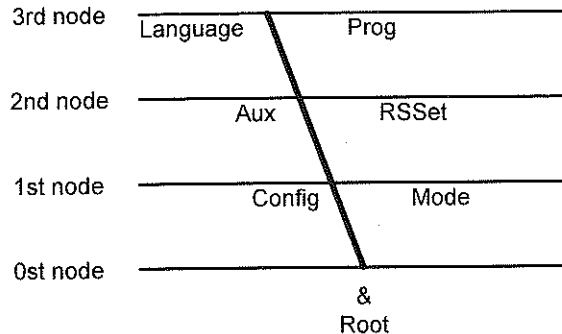 3rd node
Language Prog
2nd node
Aux RSSet
1st node
Config Mode
0st node
&
Root